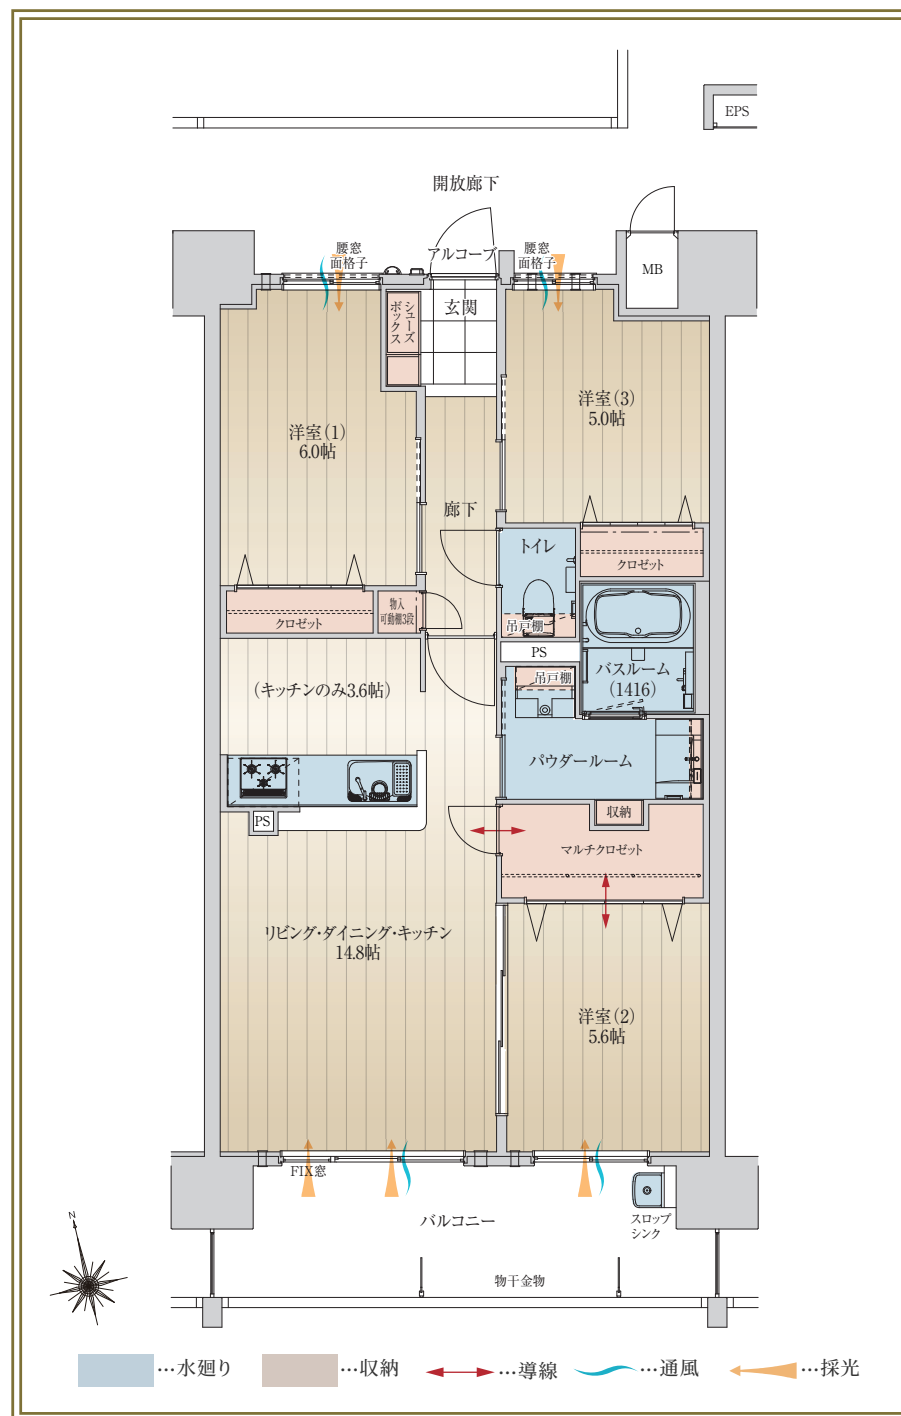 EPS
開放廊下
腰窓
面格子
アルコーブ
腰窓
面格子
MB
シューズ
ボックス
玄関
洋室(3)
5.0帖
洋室(1)
6.0帖
廊下
トイレ
クロゼット
物入
可動棚3段
クロゼット
吊戸棚
PS
バスルーム
(1416)
吊戸棚
(キッチンのみ3.6帖)
パウダールーム
収納
PS
マルチクロゼット
リビング・ダイニング・キッチン
14.8帖
洋室(2)
5.6帖
FIX窓
バルコニー
スロップ
シンク
N
物干金物
…水廻り
…収納
…導線
…通風
…採光